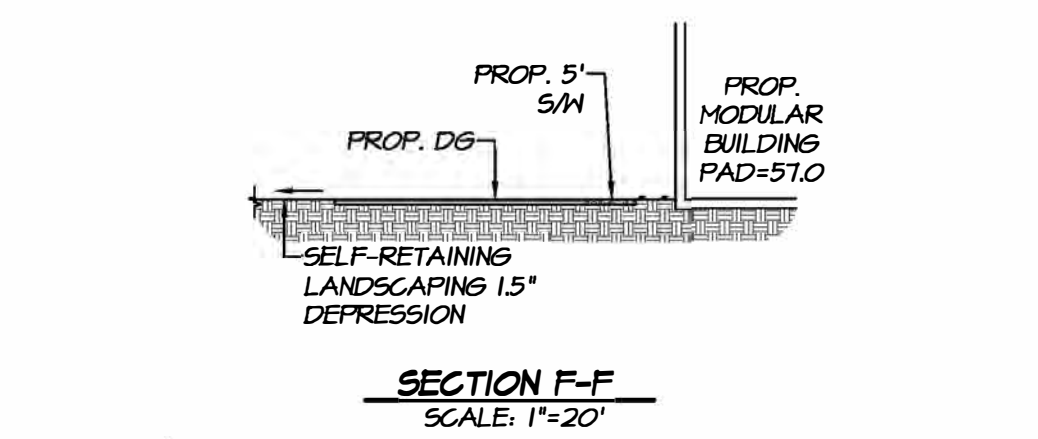 PROP. 5'
S/W
PROP. DG
PROP.
MODULAR
BUILDING
PAD=57.0
SELF-RETAINING
LANDSCAPING 1.5"
DEPRESSION
SECTION F-F
SCALE: 1"=20'